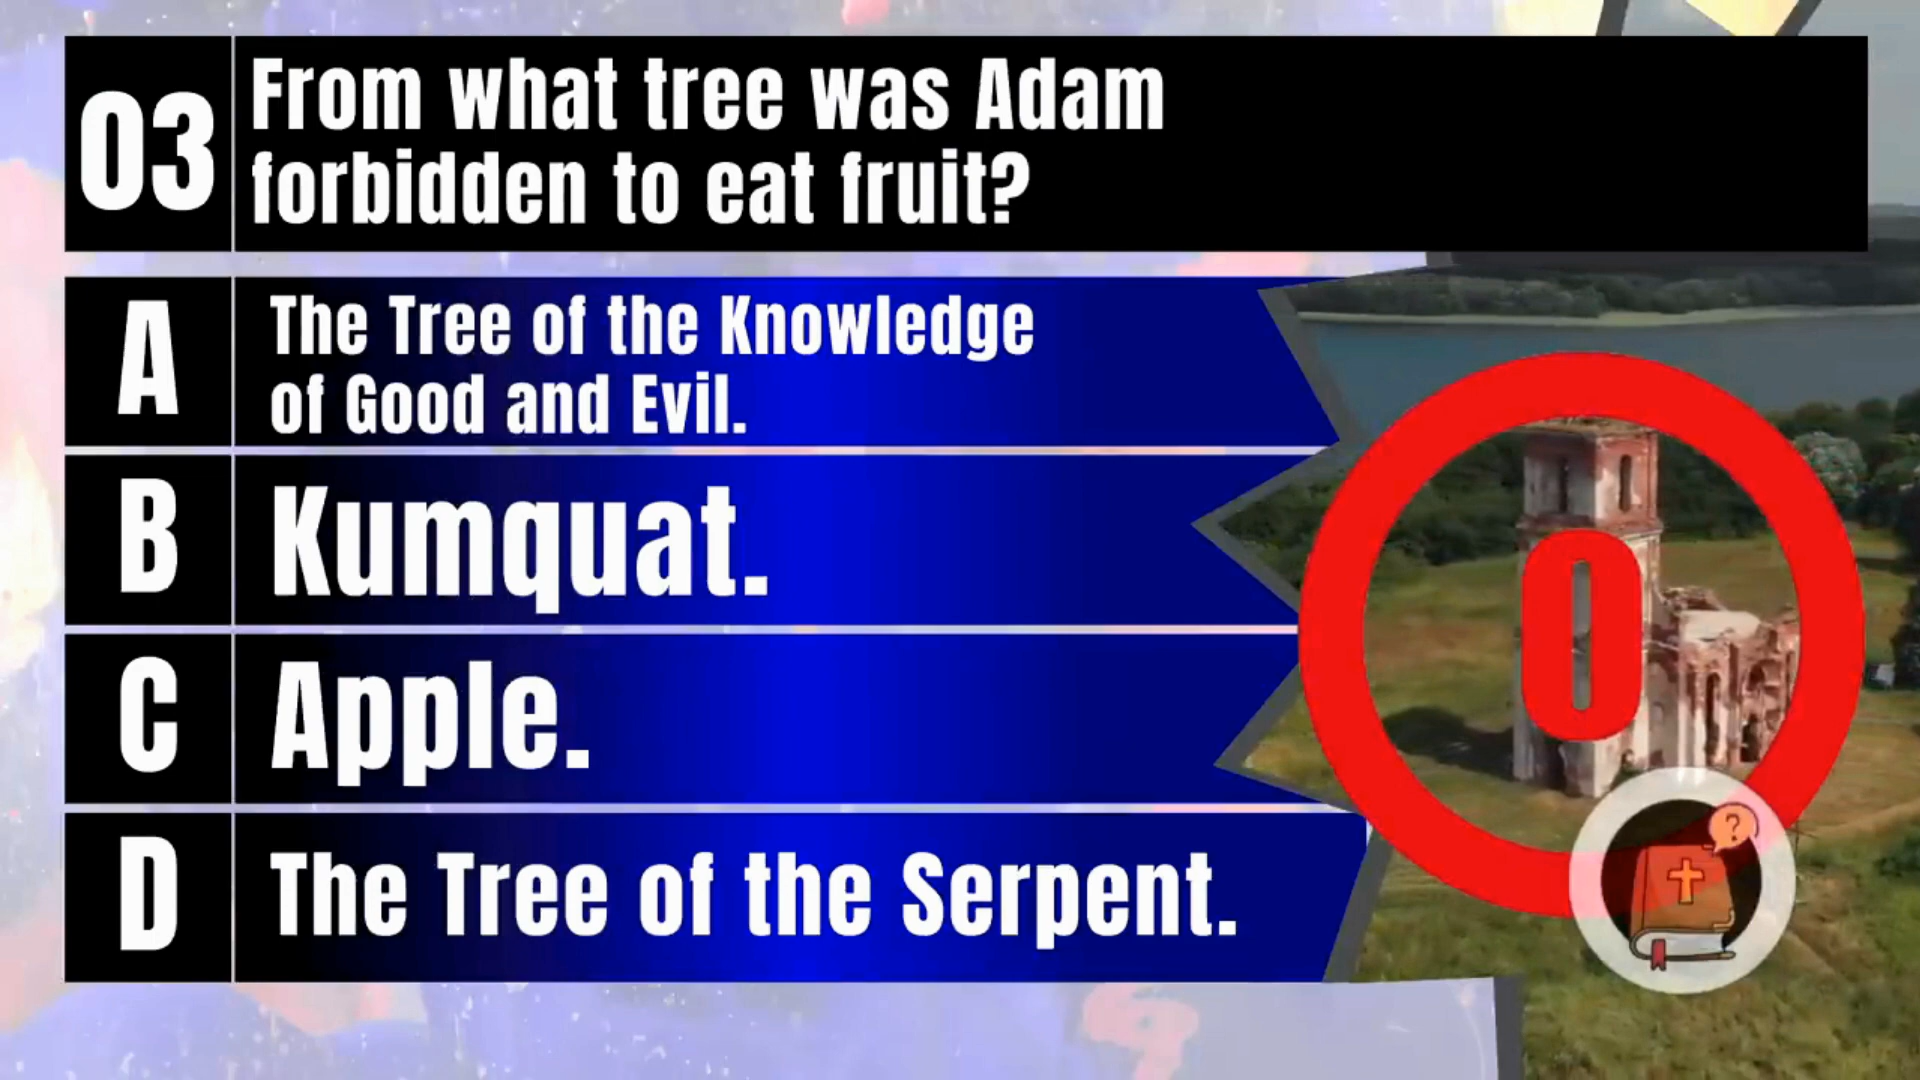 03
From what tree was Adam
forbidden to eat fruit?
A
The Tree of the Knowledge
of Good and Evil.
B
Kumquat.
C
Apple.
D
The Tree of the Serpent.
0
?